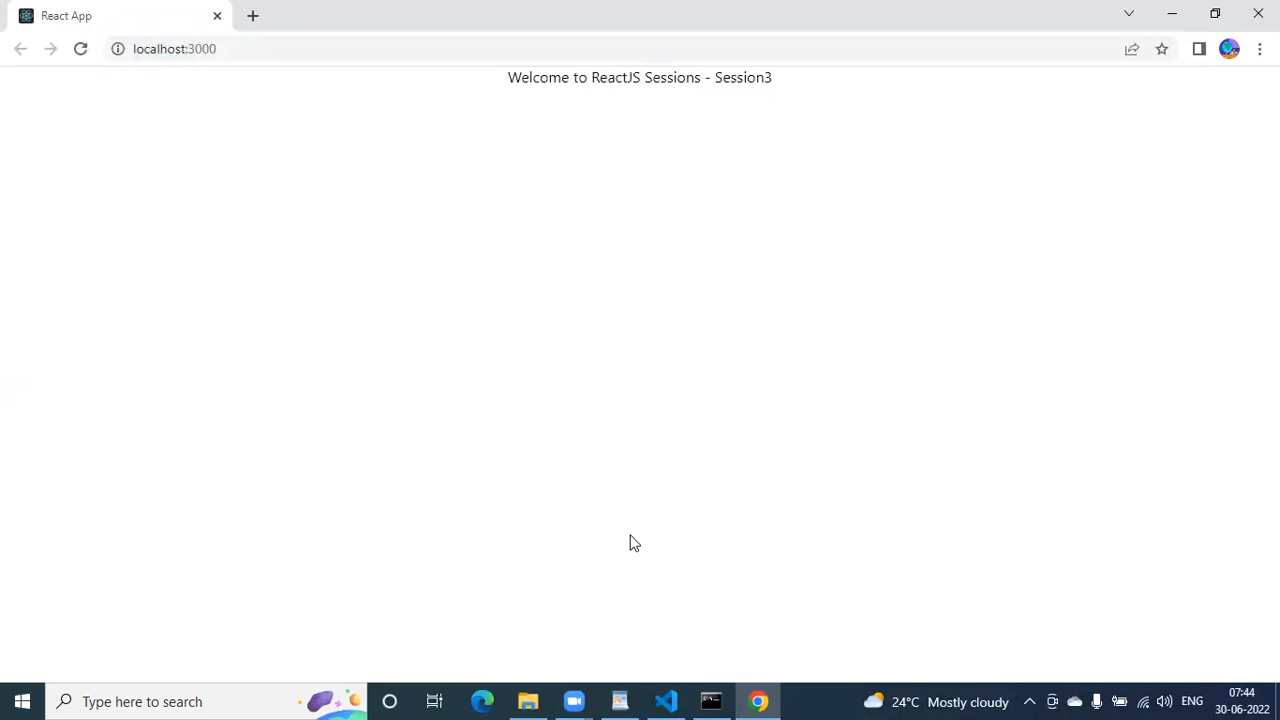 React App
localhost:3000
Welcome to ReactJS Sessions - Session3
Type here to search
24°C Mostly cloudy
ENG
07:44
30-06-2022